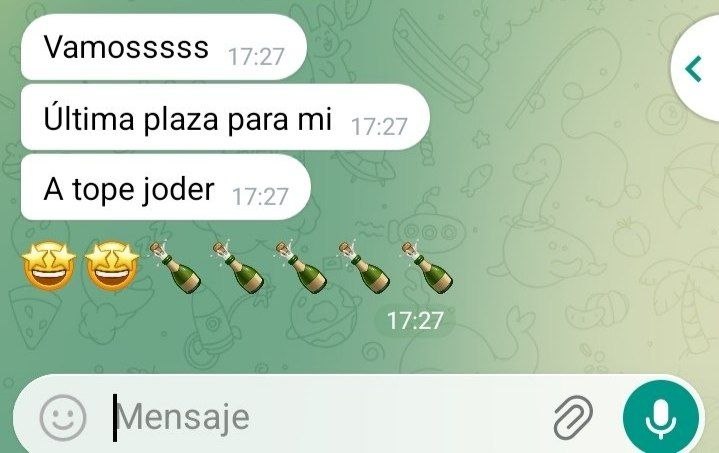 Vamosssss 17:27
Última plaza para mi 17:27
A tope joder 17:27
🤩🤩🍾🍾🍾🍾🍾
17:27
Mensaje